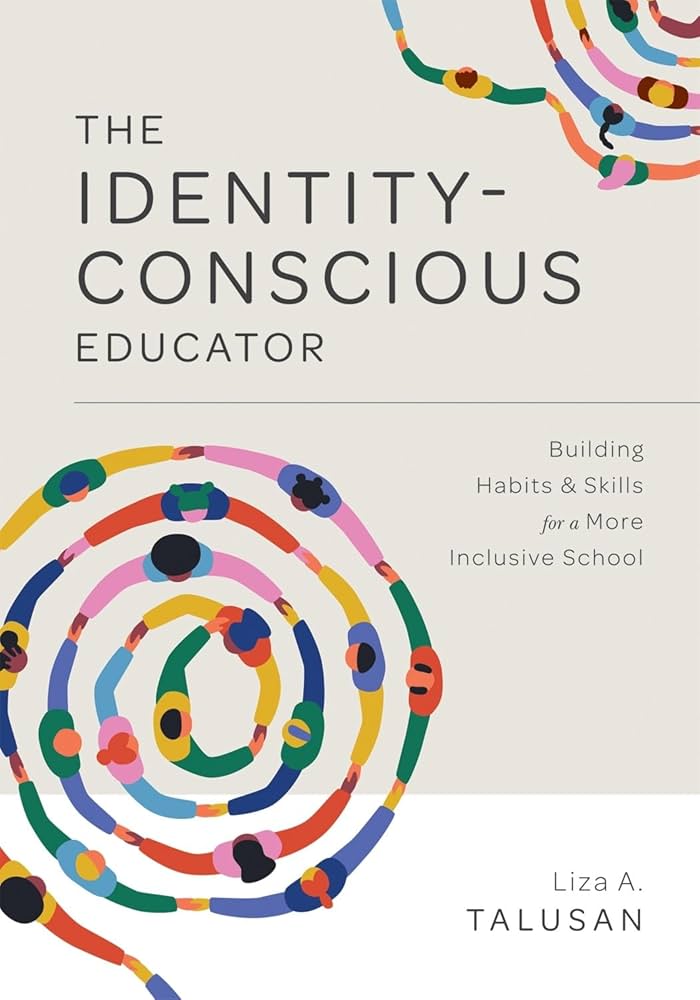 THE
IDENTITY-
CONSCIOUS
EDUCATOR
Building
Habits & Skills
for a More
Inclusive School
Liza A.
TALUSAN